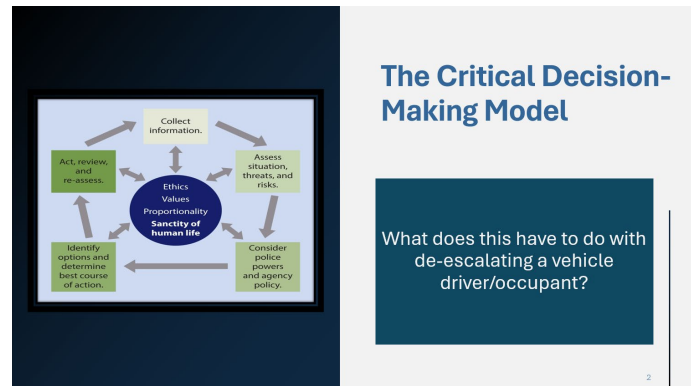 The Critical Decision-
Making Model
Collect
information.
Assess
situation,
threats, and
risks.
Consider
police
powers
and agency
policy.
Identify
options and
determine
best course
of action.
Act, review,
and
re-assess.
Ethics
Values
Proportionality
Sanctity of
human life
What does this have to do with
de-escalating a vehicle
driver/occupant?
2